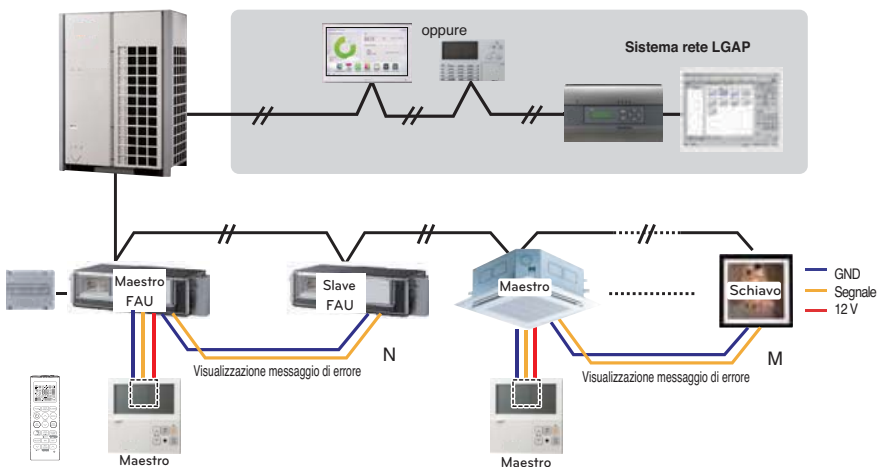 oppure
Sistema rete LGAP
Maestro
FAU
Slave
FAU
Maestro
Schiavo
GND
Segnale
12 V
N
M
Visualizzazione messaggio di errore
Visualizzazione messaggio di errore
Maestro
Maestro